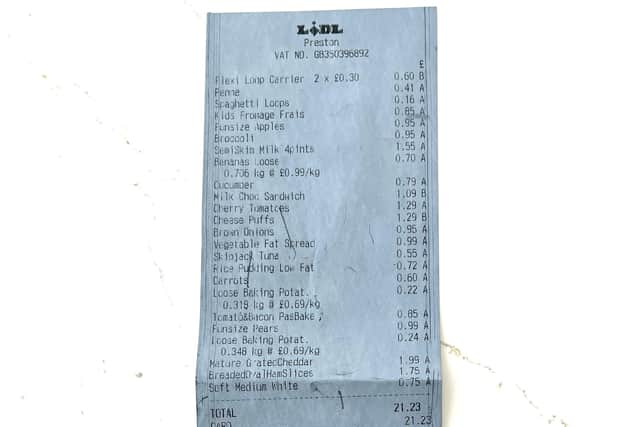 LIDL
Preston
VAT NO. GB350396892
£
Flexi Loop Carrier 2 x £0.30 0.60 B
Penne 0.41 A
Spaghetti Loops 0.16 A
Kids Fromage Frais 0.85 A
Funsize Apples 0.95 A
Broccoli 0.95 A
SemiSkim Milk 4pints 1.55 A
Bananas Loose 0.70 A
0.706 kg @ £0.99/kg
Cucumber 0.79 A
Milk Choc Sandwich 1.09 B
Cherry Tomatoes 1.29 A
Cheese Puffs 1.29 B
Brown Onions 0.95 A
Vegetable Fat Spread 0.99 A
Skipjack Tuna 0.55 A
Rice Pudding Low Fat 0.72 A
Carrots 0.60 A
Loose Baking Potat. 0.22 A
0.319 kg @ £0.69/kg
Tomato&Bacon PasBake 0.85 A
Funsize Pears 0.99 A
Loose Baking Potat. 0.24 A
0.348 kg @ £0.69/kg
Mature GratedCheddar 1.99 A
BreadedOvalHamSlices 1.75 A
Soft Medium White 0.75 A
TOTAL 21.23
CARD 21.23